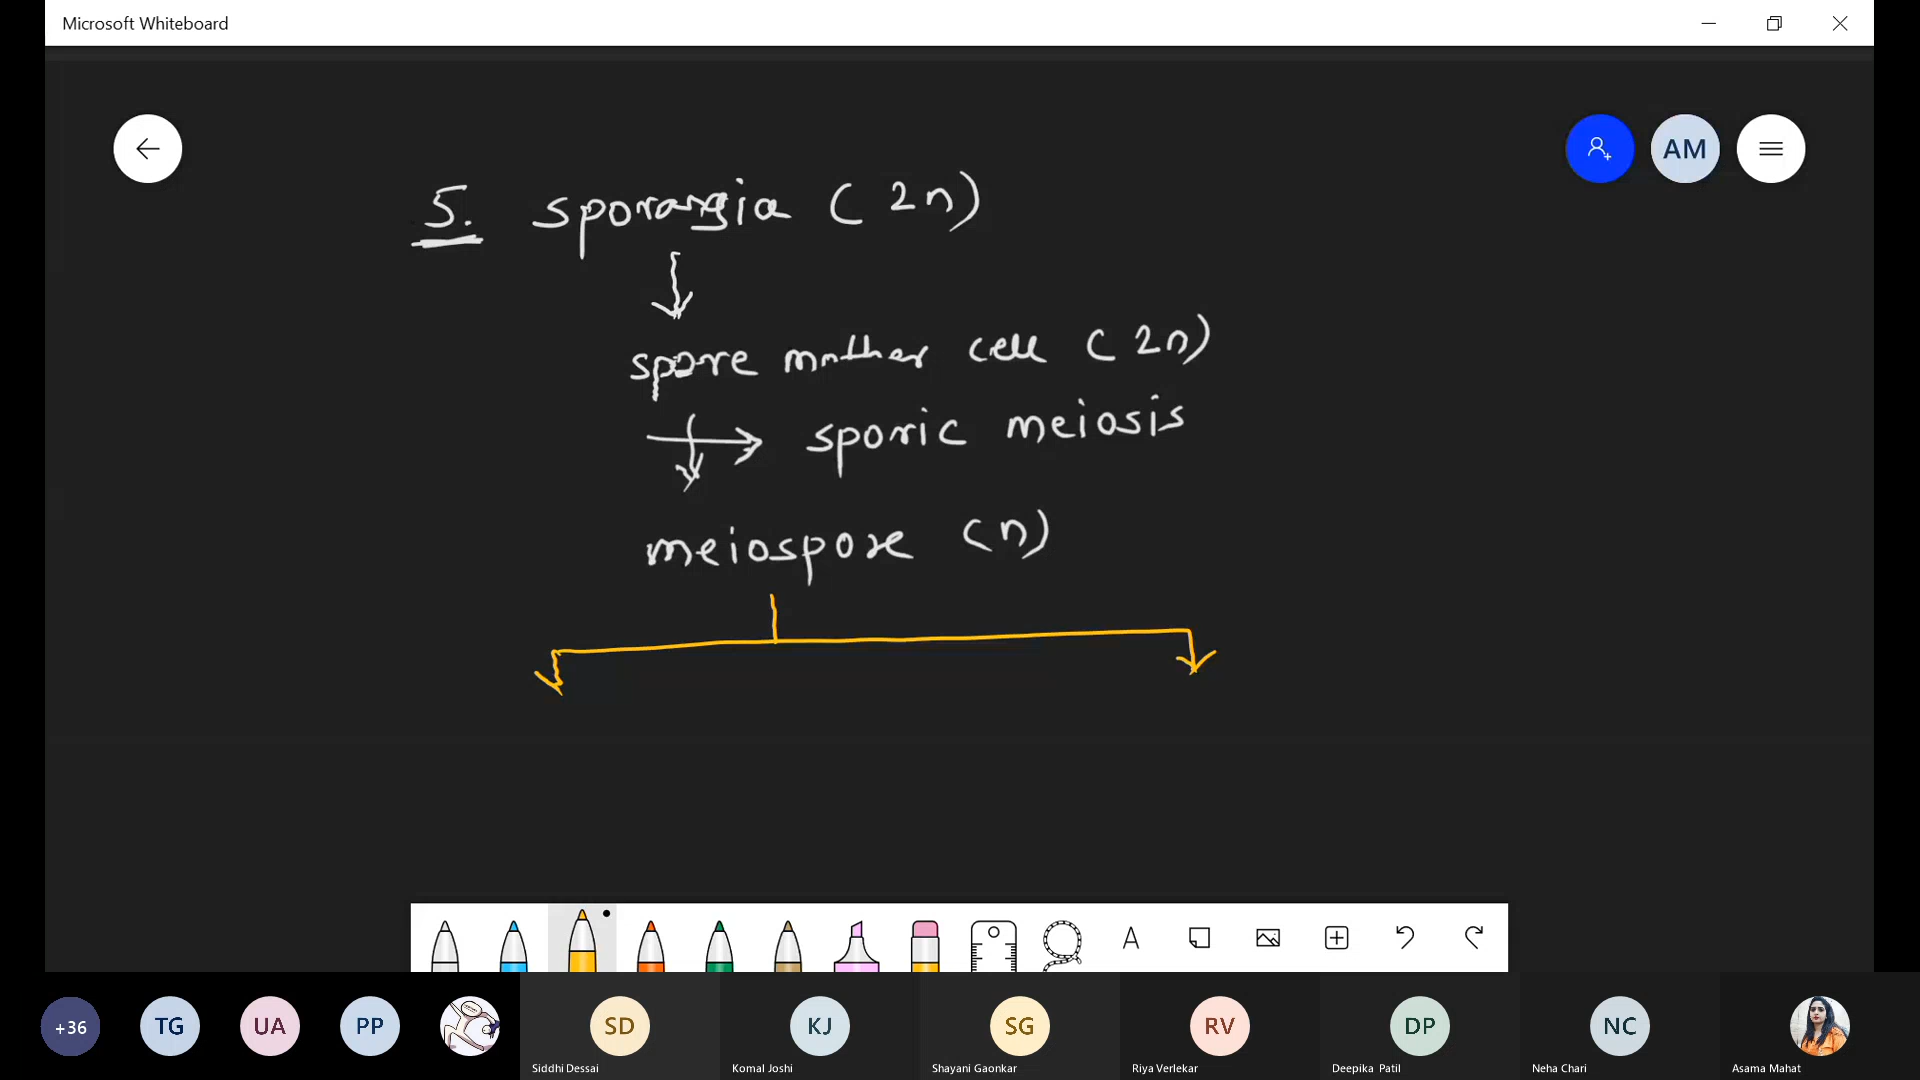 Microsoft Whiteboard
AM
5. sporangia (2n)
spore mother cell (2n)
sporic meiosis
meiospore (n)
+36
TG
UA
PP
SD
KJ
SG
RV
DP
NC
Siddhi Dessai
Komal Joshi
Shayani Gaonkar
Riya Verlekar
Deepika Patil
Neha Chari
Asama Mahat